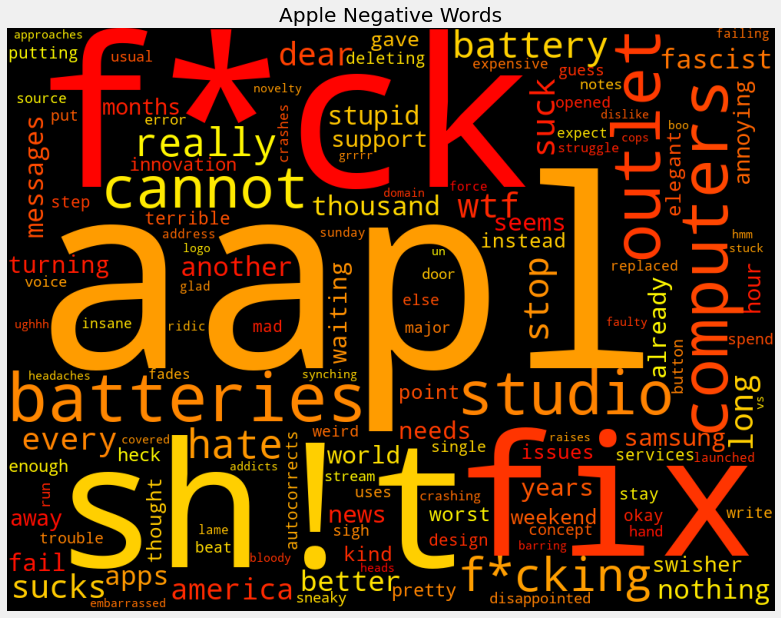 Apple Negative Words
approaches
failing
putting
usual
dear
gave
deleting
battery
expensive
guess
fascist
source
months
novelty
notes
put
error
crashes
stupid
support
f*ck
suck
opened
outlet
dislike
expect
boo
cops
struggle
annoying
messages
really
innovation
grrrr
computers
elegant
step
cannot
domain
force
thousand
wtf
seems
terrible
address
sunday
instead
hmm
stuck
logo
un
turning
another
door
replaced
voice
glad
waiting
else
stop
hour
aapl
ughhh
insane
ridic
mad
major
faulty
already
spend
button
headaches
fades
synching
batteries
point
studio
long
vs
every
covered
hate
weird
needs
raises
samsung
heck
world
single
issues
services
launched
enough
addicts
autocorrects
stream
sh!t
fix
run
thought
uses
crashing
years
stay
away
news
worst
weekend
okay
write
trouble
lame
sigh
design
concept
hand
beat
fail
bloody
kind
heads
barring
swisher
sucks
apps
america
better
pretty
f*cking
nothing
embarrassed
sneaky
disappointed